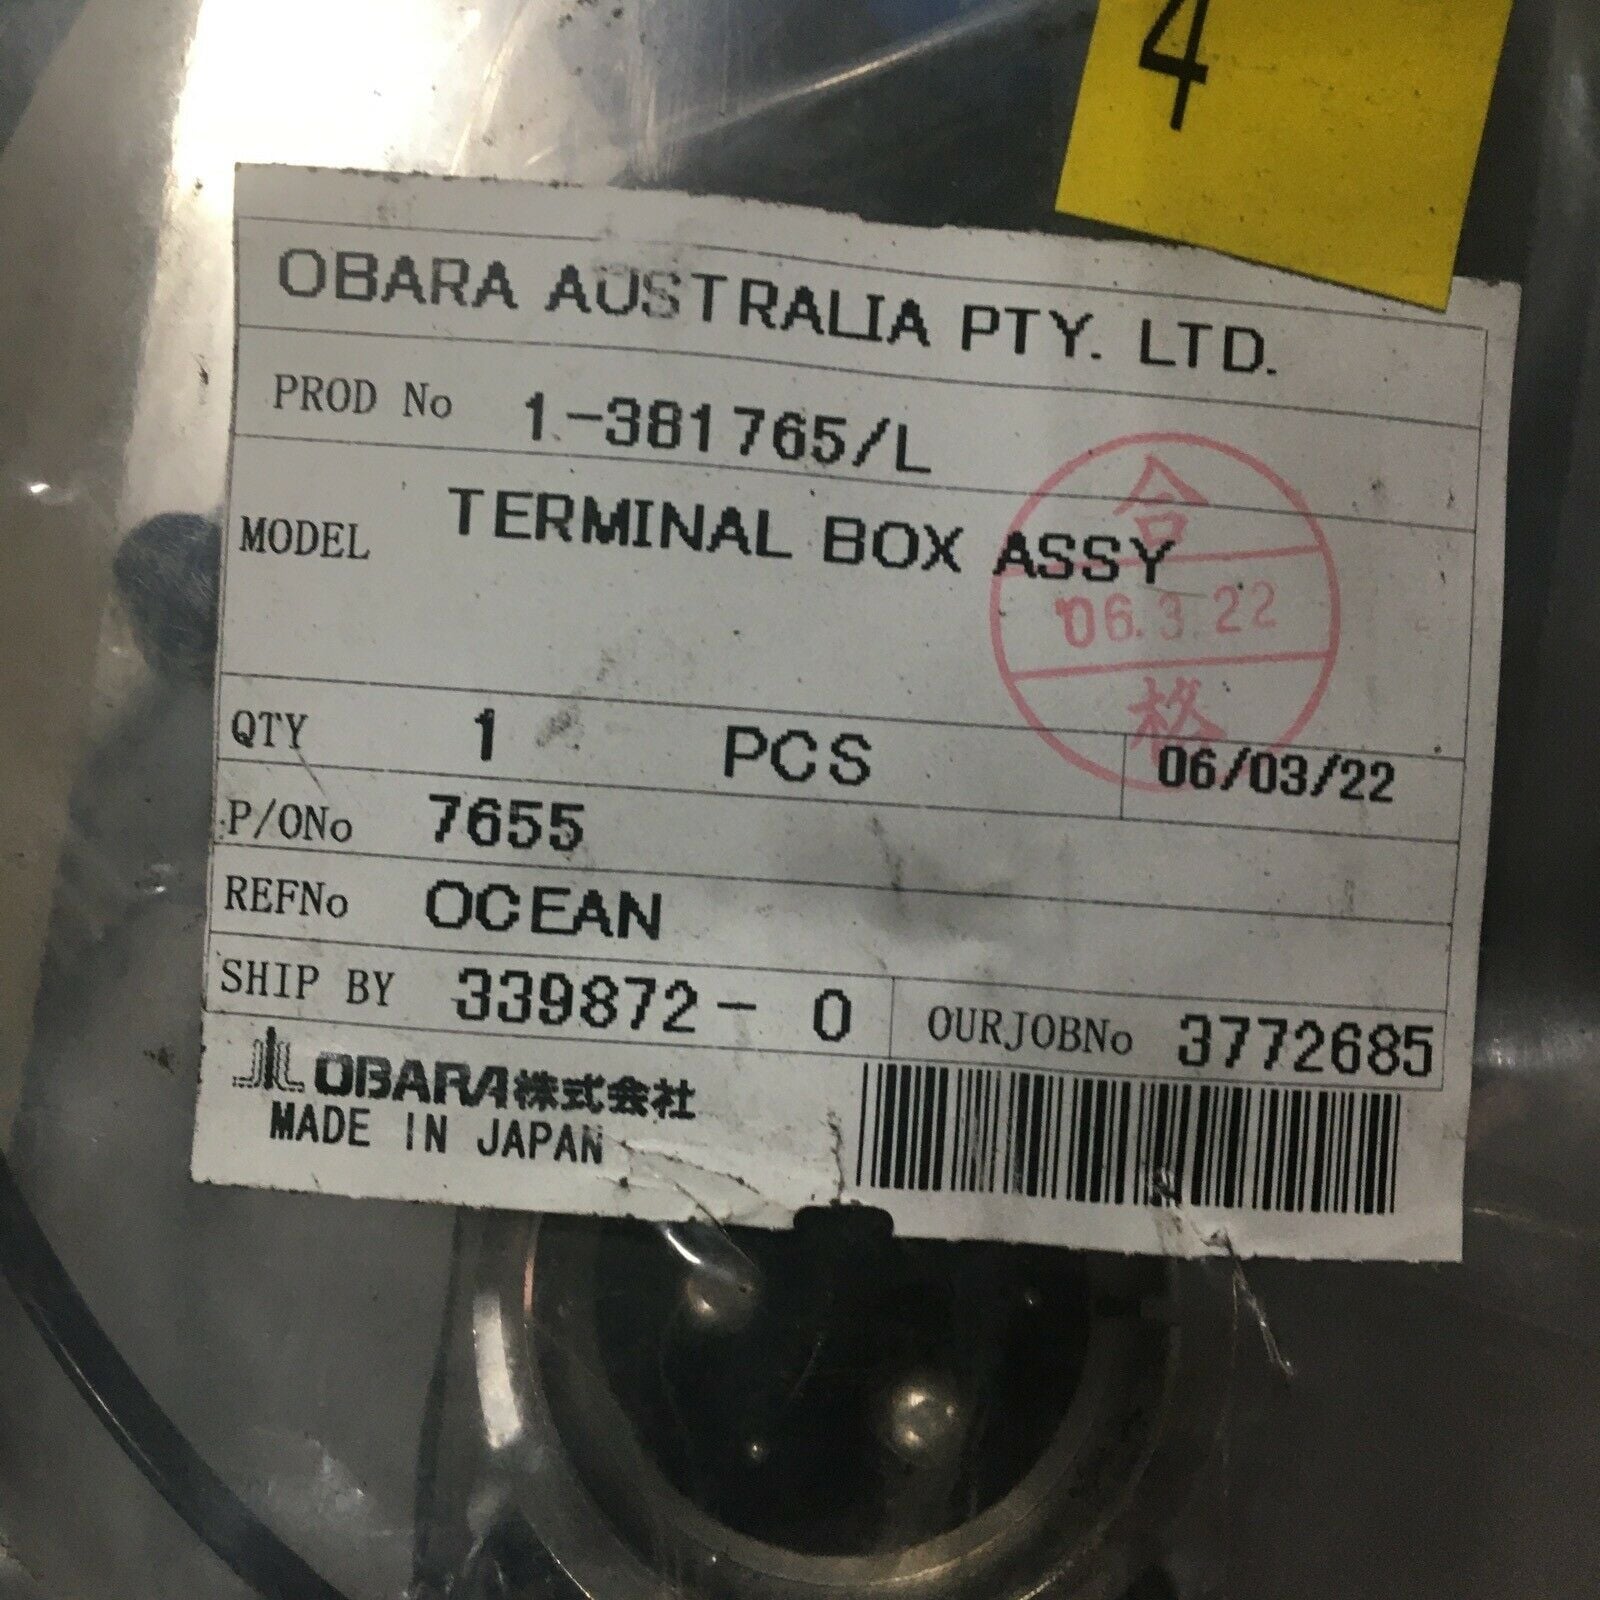 4
OBARA AUSTRALIA PTY. LTD.
PROD No 1-381765/L
MODEL TERMINAL BOX ASSY
合
'06.3.22
格
QTY 1 PCS 06/03/22
P/ONo 7655
REFNo OCEAN
SHIP BY 339872- 0 OURJOBNo 3772685
OBARA株式会社
MADE IN JAPAN